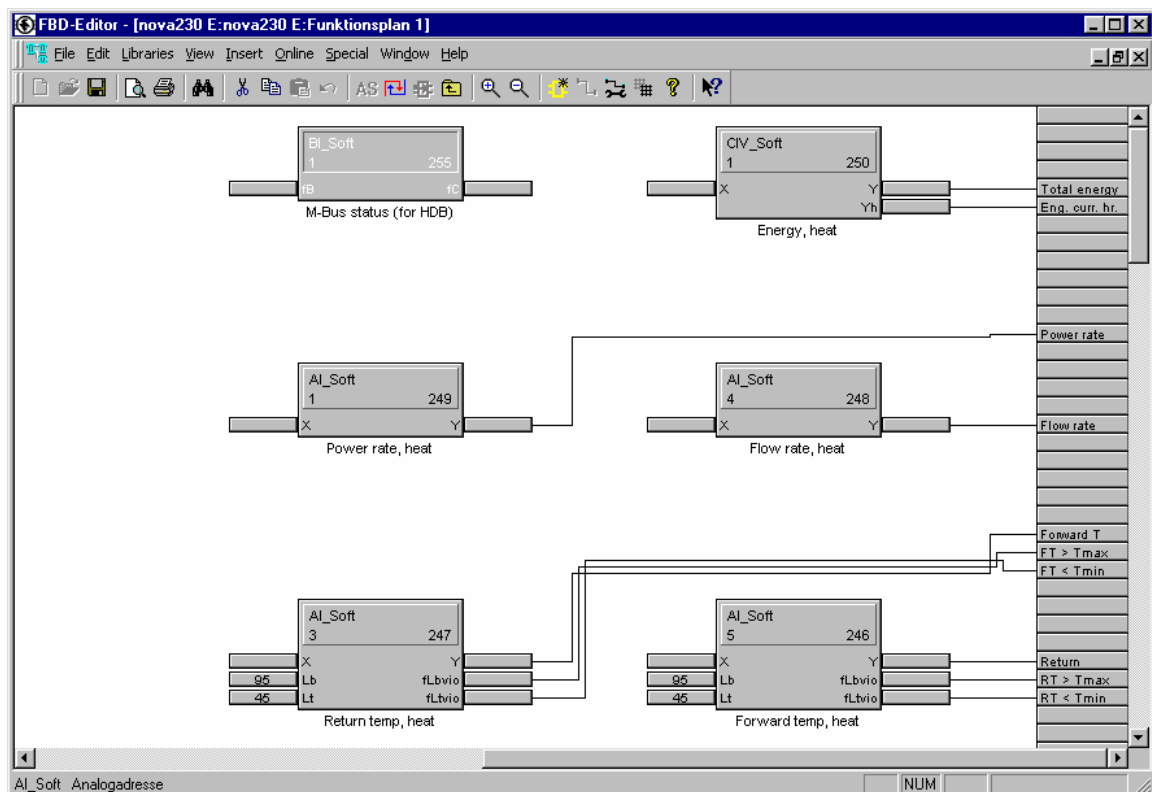 FBD-Editor - [nova230 E:nova230 E:Funktionsplan 1]
File Edit Libraries View Insert Online Special Window Help
AS
BI_Soft
1 255
fB fC
M-Bus status (for HDB)
CIV_Soft
1 250
X Y
Yh
Energy, heat
Total energy
Eng. curr. hr.
Power rate
AI_Soft
1 249
X Y
Power rate, heat
AI_Soft
4 248
X Y
Flow rate, heat
Flow rate
Forward T
FT > Tmax
FT < Tmin
AI_Soft
3 247
X Y
95 Lb fLbvio
45 Lt fLtvio
Return temp, heat
AI_Soft
5 246
X Y
95 Lb fLbvio
45 Lt fLtvio
Forward temp, heat
Return
RT > Tmax
RT < Tmin
AI_Soft Analogadresse
NUM